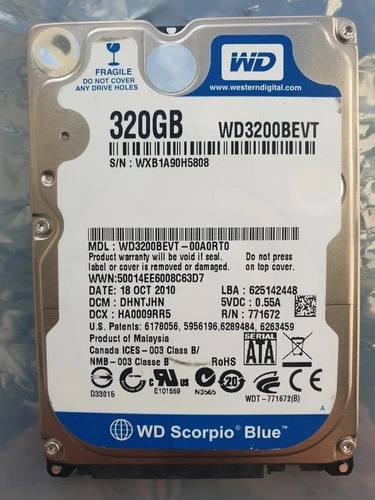 FRAGILE
DO NOT COVER
ANY DRIVE HOLES
WD
www.westerndigital.com
320GB WD3200BEVT
S/N : WXB1A90H5808
MDL : WD3200BEVT - 00A0RT0
Product warranty will be void if seal, Do not press
label or cover is removed or damaged. on top cover.
WWN:50014EE6008C63D7
DATE: 18 OCT 2010 LBA : 625142448
DCM : DHNTJHN 5VDC : 0.55A
DCX : HA0009RR5 R/N : 771672
U.S. Patents: 6178056, 5956196,6289484, 6263459
Product of Malaysia
Canada ICES - 003 Class B/
NMB - 003 Classe B RoHS
SERIAL
SATA
20
D33015 E101559 N3565 WDT -771672(B)
A
WD Scorpio® Blue™